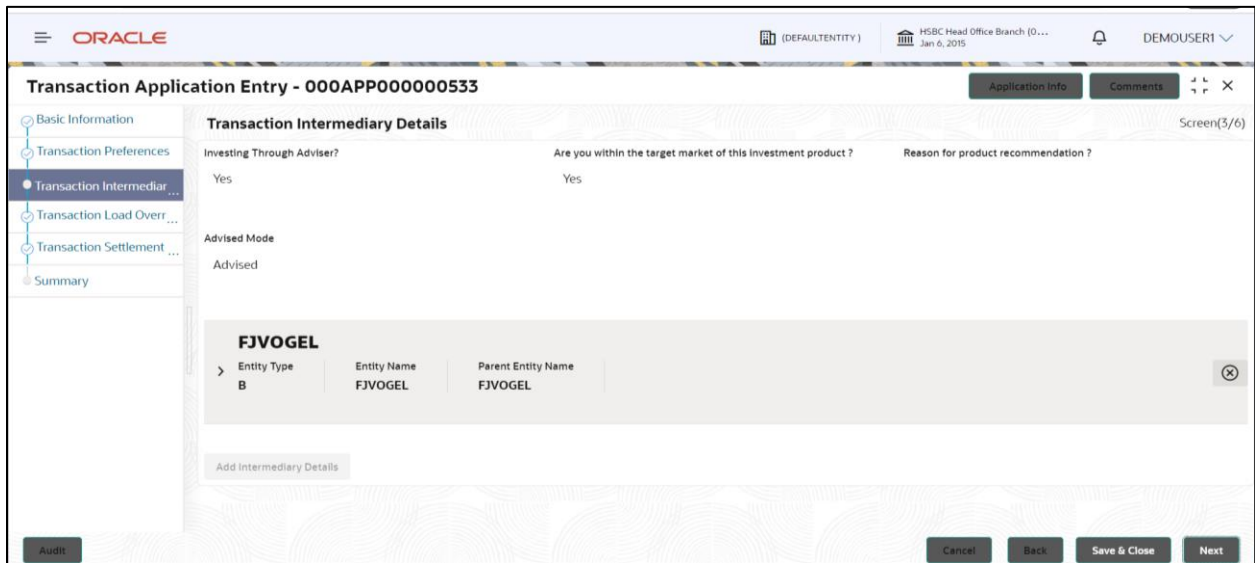 ORACLE
(DEFAULTENTITY )
HSBC Head Office Branch (0...
Jan 6, 2015
DEMOUSER1
Transaction Application Entry - 000APP000000533
Application Info
Comments
Basic Information
Transaction Preferences
Transaction Intermediar...
Transaction Load Overr...
Transaction Settlement ...
Summary
Transaction Intermediary Details
Screen(3/6)
Investing Through Adviser?
Are you within the target market of this investment product ?
Reason for product recommendation ?
Yes
Yes
Advised Mode
Advised
FJVOGEL
Entity Type
Entity Name
Parent Entity Name
B
FJVOGEL
FJVOGEL
Add Intermediary Details
Audit
Cancel
Back
Save & Close
Next